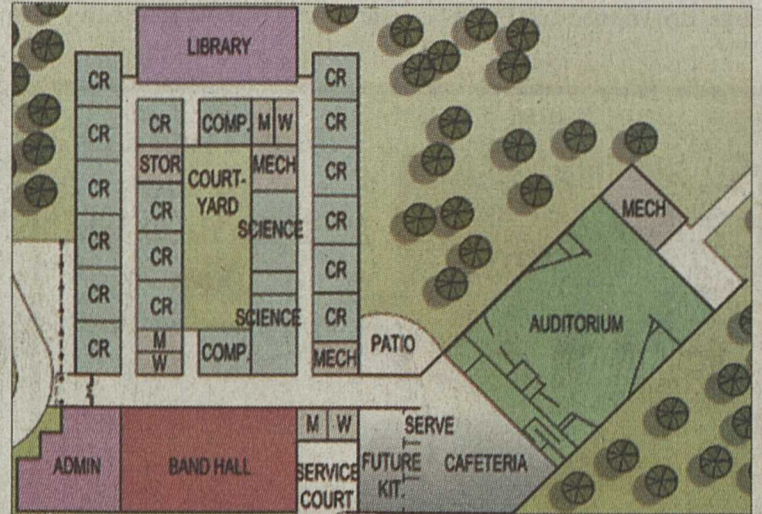 LIBRARY
CR
CR
CR
CR
CR
CR
CR
STOR
CR
CR
CR
M
W
COMP.
M W
MECH
COURT-
YARD
SCIENCE
SCIENCE
COMP.
CR
CR
CR
CR
CR
CR
MECH
PATIO
MECH
AUDITORIUM
ADMIN
BAND HALL
M W
SERVICE
COURT
SERVE
FUTURE
KIT.
CAFETERIA